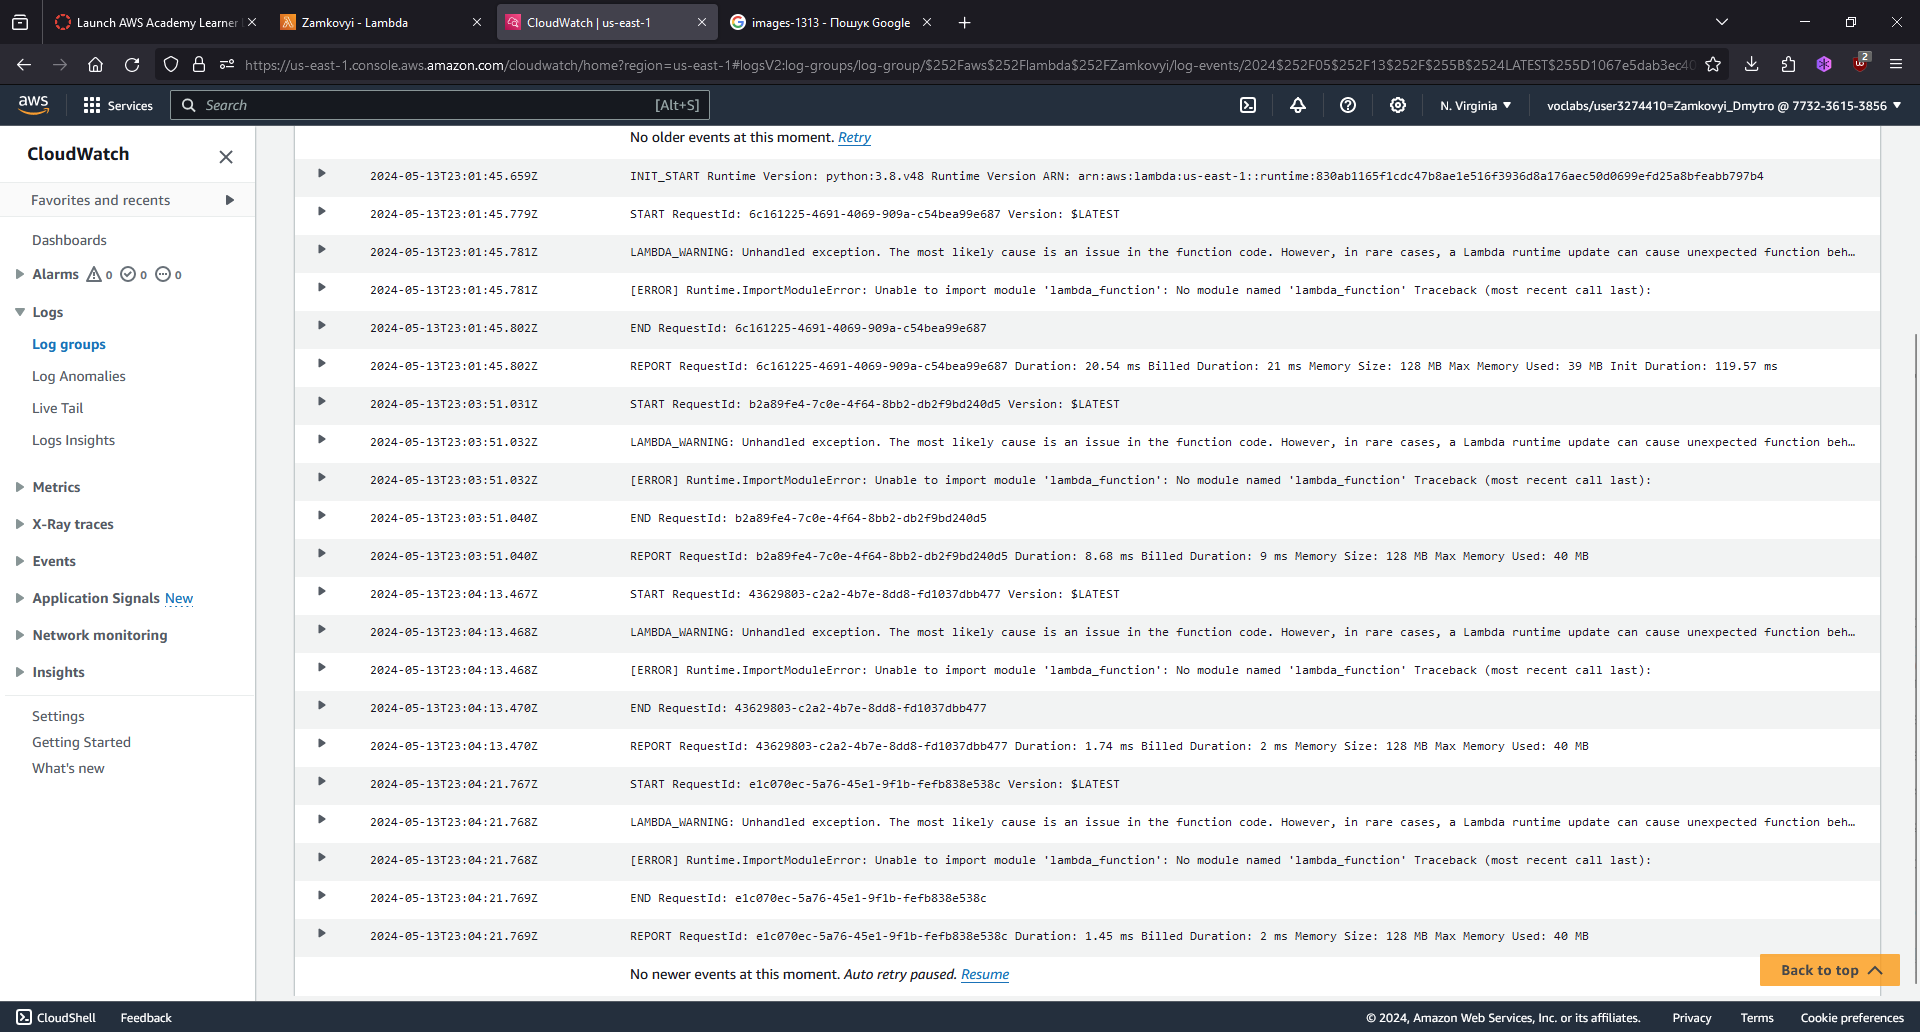 Launch AWS Academy Learner
Zamkovyi - Lambda
CloudWatch | us-east-1
images-1313 - Пошук Google
https://us-east-1.console.aws.amazon.com/cloudwatch/home?region=us-east-1#logsV2:log-groups/log-group/$252Faws$252Flambda$252FZamkovyi/log-events/2024$252F05$252F13$252F$255B$2524LATEST$255D1067e5dab3ec40
2
aws
Services
Search
[Alt+S]
N. Virginia
voclabs/user3274410=Zamkovyi_Dmytro @ 7732-3615-3856
CloudWatch
Favorites and recents
Dashboards
Alarms 0 0 0
Logs
Log groups
Log Anomalies
Live Tail
Logs Insights
Metrics
X-Ray traces
Events
Application Signals New
Network monitoring
Insights
Settings
Getting Started
What's new
No older events at this moment. Retry
2024-05-13T23:01:45.659Z INIT_START Runtime Version: python:3.8.v48 Runtime Version ARN: arn:aws:lambda:us-east-1::runtime:830ab1165f1cdc47b8ae1e516f3936d8a176aec50d0699efd25a8bfeabb797b4
2024-05-13T23:01:45.779Z START RequestId: 6c161225-4691-4069-909a-c54bea99e687 Version: $LATEST
2024-05-13T23:01:45.781Z LAMBDA_WARNING: Unhandled exception. The most likely cause is an issue in the function code. However, in rare cases, a Lambda runtime update can cause unexpected function beh…
2024-05-13T23:01:45.781Z [ERROR] Runtime.ImportModuleError: Unable to import module 'lambda_function': No module named 'lambda_function' Traceback (most recent call last):
2024-05-13T23:01:45.802Z END RequestId: 6c161225-4691-4069-909a-c54bea99e687
2024-05-13T23:01:45.802Z REPORT RequestId: 6c161225-4691-4069-909a-c54bea99e687 Duration: 20.54 ms Billed Duration: 21 ms Memory Size: 128 MB Max Memory Used: 39 MB Init Duration: 119.57 ms
2024-05-13T23:03:51.031Z START RequestId: b2a89fe4-7c0e-4f64-8bb2-db2f9bd240d5 Version: $LATEST
2024-05-13T23:03:51.032Z LAMBDA_WARNING: Unhandled exception. The most likely cause is an issue in the function code. However, in rare cases, a Lambda runtime update can cause unexpected function beh…
2024-05-13T23:03:51.032Z [ERROR] Runtime.ImportModuleError: Unable to import module 'lambda_function': No module named 'lambda_function' Traceback (most recent call last):
2024-05-13T23:03:51.040Z END RequestId: b2a89fe4-7c0e-4f64-8bb2-db2f9bd240d5
2024-05-13T23:03:51.040Z REPORT RequestId: b2a89fe4-7c0e-4f64-8bb2-db2f9bd240d5 Duration: 8.68 ms Billed Duration: 9 ms Memory Size: 128 MB Max Memory Used: 40 MB
2024-05-13T23:04:13.467Z START RequestId: 43629803-c2a2-4b7e-8dd8-fd1037dbb477 Version: $LATEST
2024-05-13T23:04:13.468Z LAMBDA_WARNING: Unhandled exception. The most likely cause is an issue in the function code. However, in rare cases, a Lambda runtime update can cause unexpected function beh…
2024-05-13T23:04:13.468Z [ERROR] Runtime.ImportModuleError: Unable to import module 'lambda_function': No module named 'lambda_function' Traceback (most recent call last):
2024-05-13T23:04:13.470Z END RequestId: 43629803-c2a2-4b7e-8dd8-fd1037dbb477
2024-05-13T23:04:13.470Z REPORT RequestId: 43629803-c2a2-4b7e-8dd8-fd1037dbb477 Duration: 1.74 ms Billed Duration: 2 ms Memory Size: 128 MB Max Memory Used: 40 MB
2024-05-13T23:04:21.767Z START RequestId: e1c070ec-5a76-45e1-9f1b-fefb838e538c Version: $LATEST
2024-05-13T23:04:21.768Z LAMBDA_WARNING: Unhandled exception. The most likely cause is an issue in the function code. However, in rare cases, a Lambda runtime update can cause unexpected function beh…
2024-05-13T23:04:21.768Z [ERROR] Runtime.ImportModuleError: Unable to import module 'lambda_function': No module named 'lambda_function' Traceback (most recent call last):
2024-05-13T23:04:21.769Z END RequestId: e1c070ec-5a76-45e1-9f1b-fefb838e538c
2024-05-13T23:04:21.769Z REPORT RequestId: e1c070ec-5a76-45e1-9f1b-fefb838e538c Duration: 1.45 ms Billed Duration: 2 ms Memory Size: 128 MB Max Memory Used: 40 MB
No newer events at this moment. Auto retry paused. Resume
Back to top
CloudShell
Feedback
© 2024, Amazon Web Services, Inc. or its affiliates.
Privacy
Terms
Cookie preferences